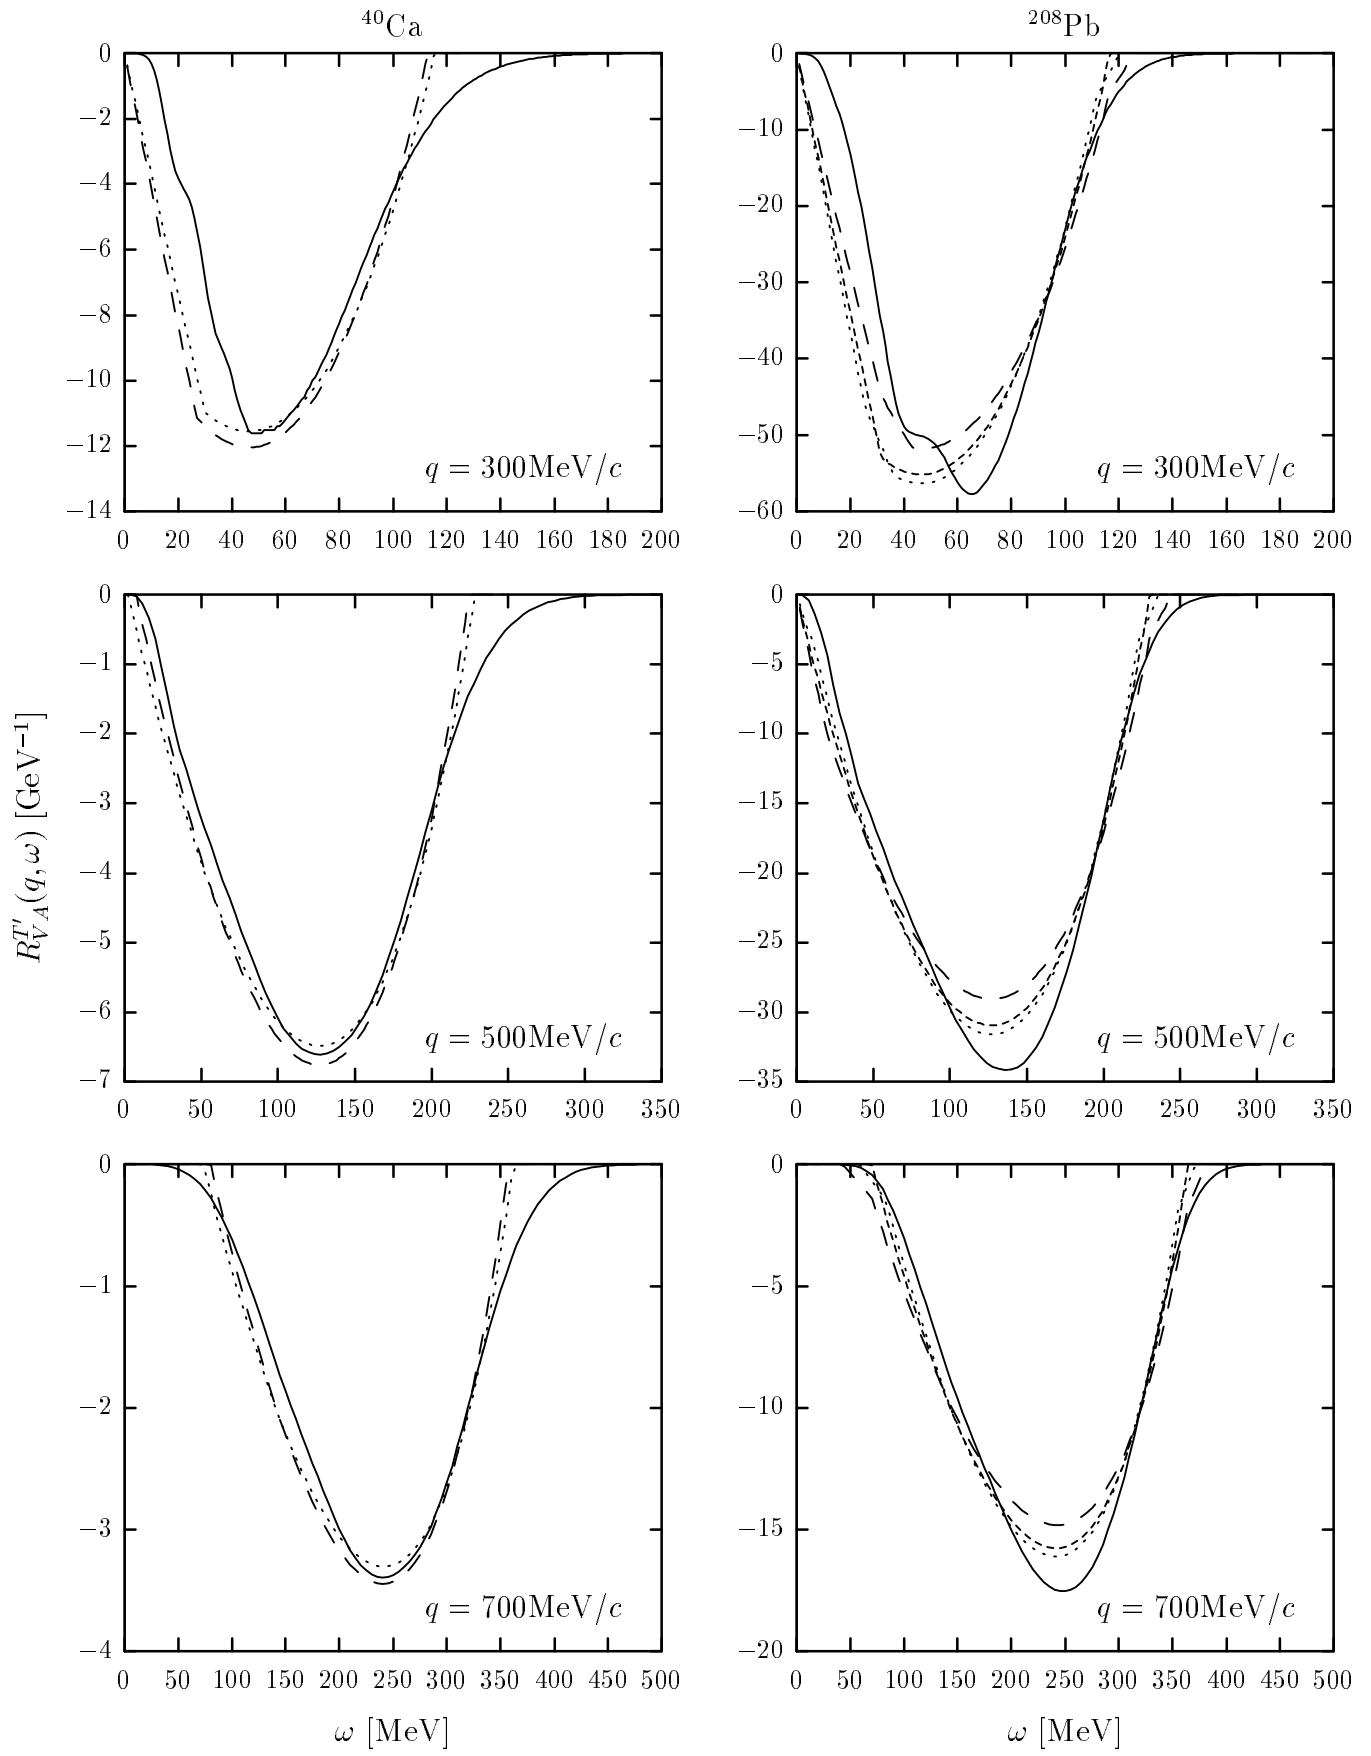 ⁴⁰Ca
0
−2
−4
−6
−8
−10
−12
−14
q = 300MeV/c
0 20 40 60 80 100 120 140 160 180 200
²⁰⁸Pb
0
−10
−20
−30
−40
−50
−60
q = 300MeV/c
0 20 40 60 80 100 120 140 160 180 200
R_{VA}^{T′}(q, ω) [GeV⁻¹]
0
−1
−2
−3
−4
−5
−6
−7
q = 500MeV/c
0 50 100 150 200 250 300 350
0
−5
−10
−15
−20
−25
−30
−35
q = 500MeV/c
0 50 100 150 200 250 300 350
0
−1
−2
−3
−4
q = 700MeV/c
0 50 100 150 200 250 300 350 400 450 500
ω [MeV]
0
−5
−10
−15
−20
q = 700MeV/c
0 50 100 150 200 250 300 350 400 450 500
ω [MeV]